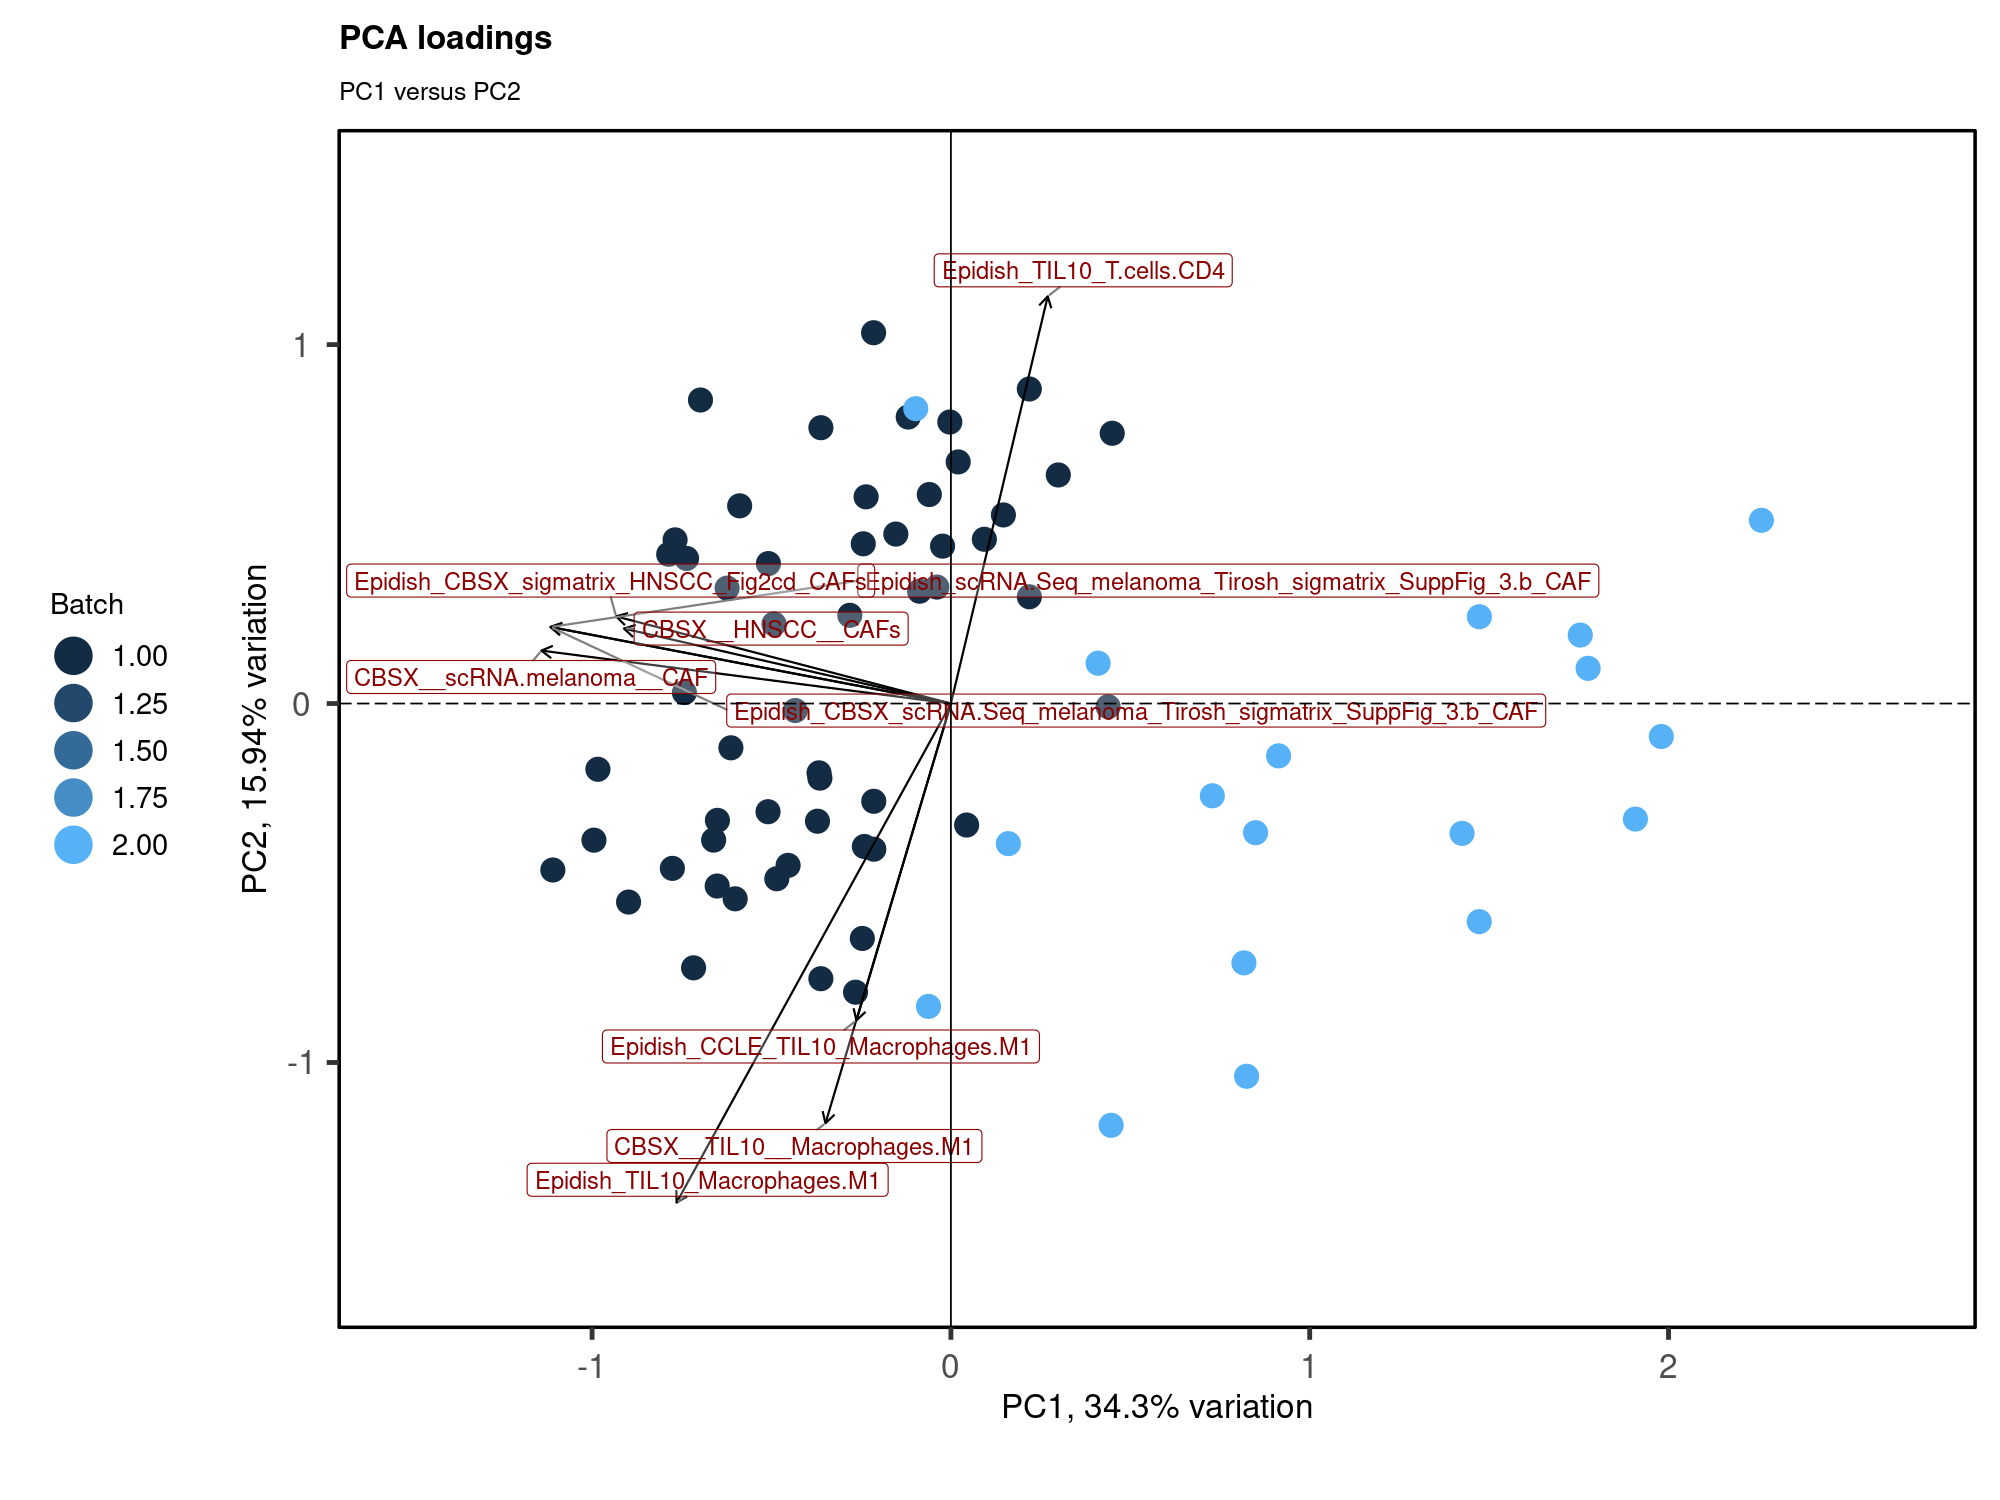 PCA loadings
PC1 versus PC2
Epidish_TIL10_T.cells.CD4
Epidish_CBSX_sigmatrix_HNSCC_Fig2cd_CAFs
Epidish_scRNA.Seq_melanoma_Tirosh_sigmatrix_SuppFig_3.b_CAF
CBSX__HNSCC__CAFs
CBSX__scRNA.melanoma__CAF
Epidish_CBSX_scRNA.Seq_melanoma_Tirosh_sigmatrix_SuppFig_3.b_CAF
Epidish_CCLE_TIL10_Macrophages.M1
CBSX__TIL10__Macrophages.M1
Epidish_TIL10_Macrophages.M1
Batch
1.00
1.25
1.50
1.75
2.00
PC2, 15.94% variation
1
0
-1
-1
0
1
2
PC1, 34.3% variation